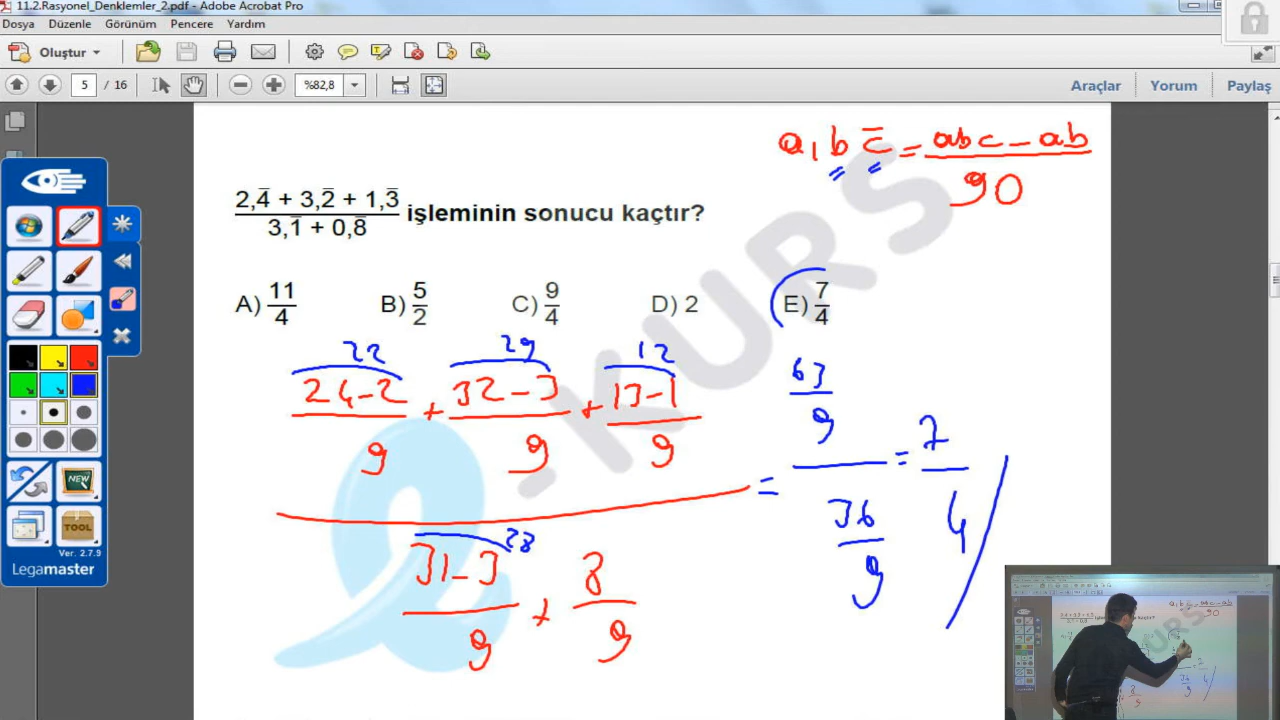 11.2.Rasyonel_Denklemler_2.pdf - Adobe Acrobat Pro
Dosya Düzenle Görünüm Pencere Yardım
Oluştur
5 / 16 %82,8 Araçlar Yorum Paylaş
a,bc̅ = (abc - ab)/90
(2,4̅ + 3,2̅ + 1,3̅)/(3,1̅ + 0,8̅) işleminin sonucu kaçtır?
A) 11/4 B) 5/2 C) 9/4 D) 2 E) 7/4
22 29 12
(24-2)/9 + (32-3)/9 + (13-1)/9
28
(31-3)/9 + 8/9
= (63/9)/(36/9) = 7/4
e-KURS
NEW
TOOL
Ver. 2.7.9
Legamaster